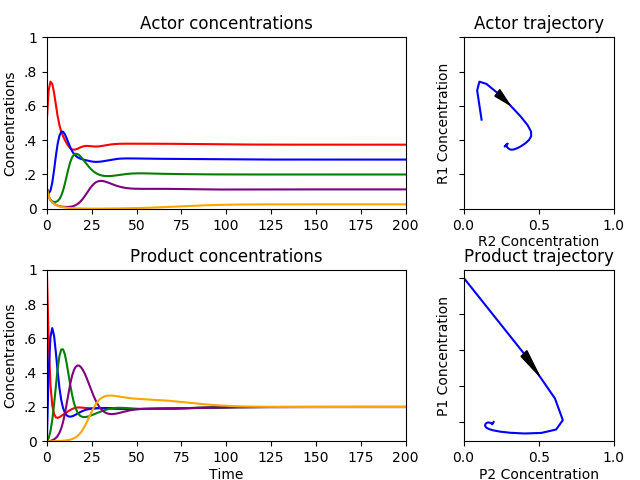 Actor concentrations
Actor trajectory
Concentrations
1
.8
.6
.4
.2
0
0 25 50 75 100 125 150 175 200
R1 Concentration
0.0 0.5 1.0
R2 Concentration
Product concentrations
Product trajectory
Concentrations
1
.8
.6
.4
.2
0
0 25 50 75 100 125 150 175 200
Time
P1 Concentration
0.0 0.5 1.0
P2 Concentration